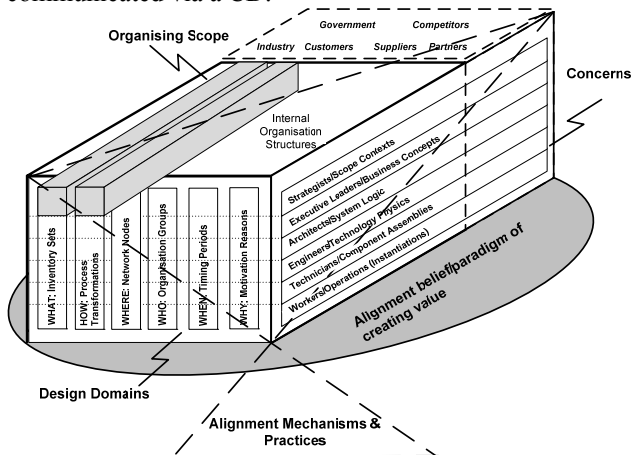 communicated via a CD.
Government
Competitors
Organising Scope
Industry
Customers
Suppliers
Partners
Concerns
Internal
Organisation
Structures
Strategists/Scope Contexts
Executive Leaders/Business Concepts
Architects/System Logic
Engineers/Technology Physics
Technicians/Component Assemblies
Workers/Operations (Instantiations)
WHAT: Inventory Sets
HOW: Process
Transformations
WHERE: Network Nodes
WHO: Organisation Groups
WHEN: Timing Periods
WHY: Motivation Reasons
Alignment belief/paradigm of
creating value
Design Domains
Alignment Mechanisms &
Practices